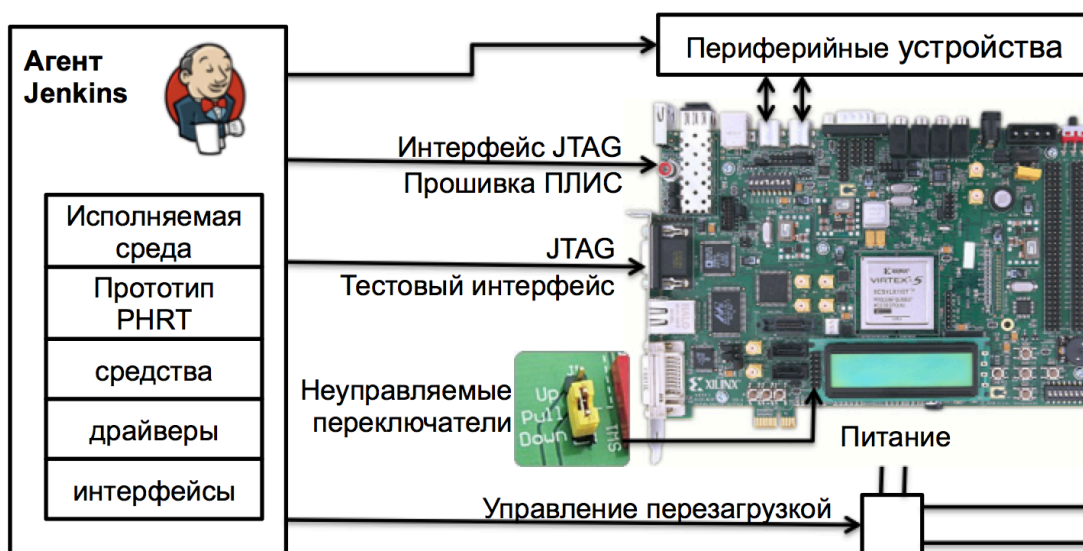 Агент
Jenkins
Исполняемая
среда
Прототип
PHRT
средства
драйверы
интерфейсы
Периферийные устройства
Интерфейс JTAG
Прошивка ПЛИС
JTAG
Тестовый интерфейс
Неуправляемые
переключатели
Up
Pull
Down
TMS
XILINX
VIRTEX-5
Питание
Управление перезагрузкой